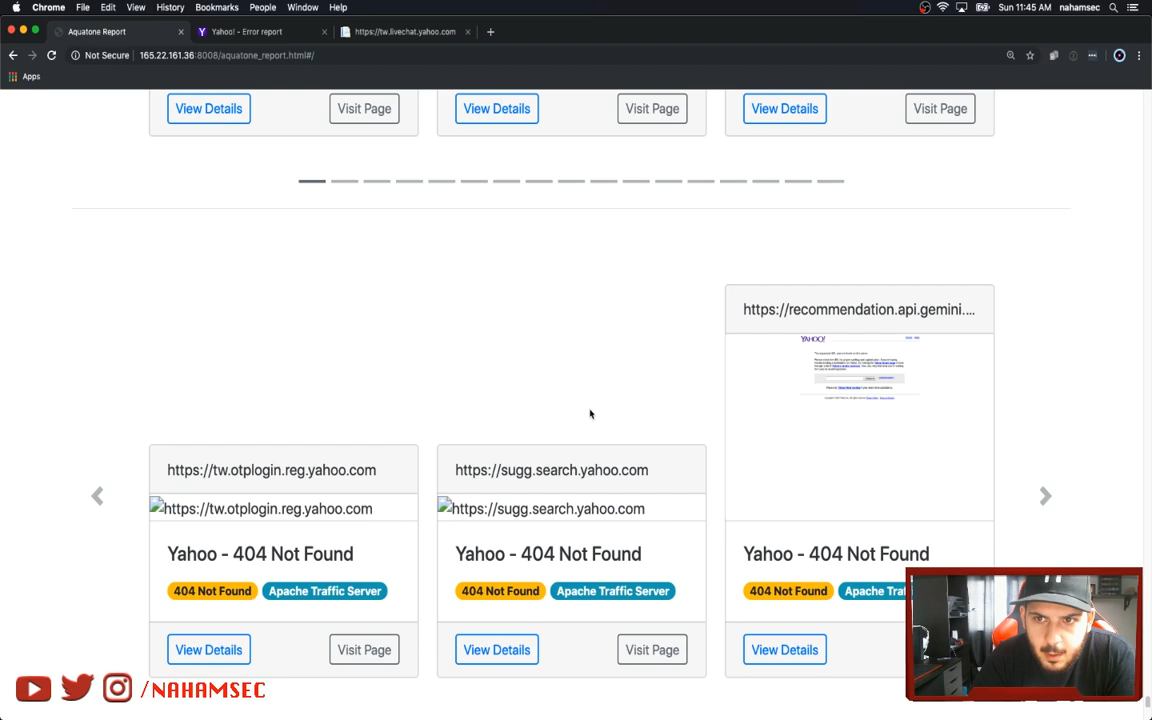 Chrome File Edit View History Bookmarks People Window Help Sun 11:45 AM nahamsec
Aquatone Report Yahoo! - Error report https://tw.livechat.yahoo.com
Not Secure 165.22.161.36:8008/aquatone_report.html#/
Apps
View Details Visit Page View Details Visit Page View Details Visit Page
https://recommendation.api.gemini....
YAHOO!
https://tw.otplogin.reg.yahoo.com https://sugg.search.yahoo.com
https://tw.otplogin.reg.yahoo.com https://sugg.search.yahoo.com
Yahoo - 404 Not Found Yahoo - 404 Not Found Yahoo - 404 Not Found
404 Not Found Apache Traffic Server 404 Not Found Apache Traffic Server 404 Not Found Apache Traf
View Details Visit Page View Details Visit Page View Details
/NAHAMSEC